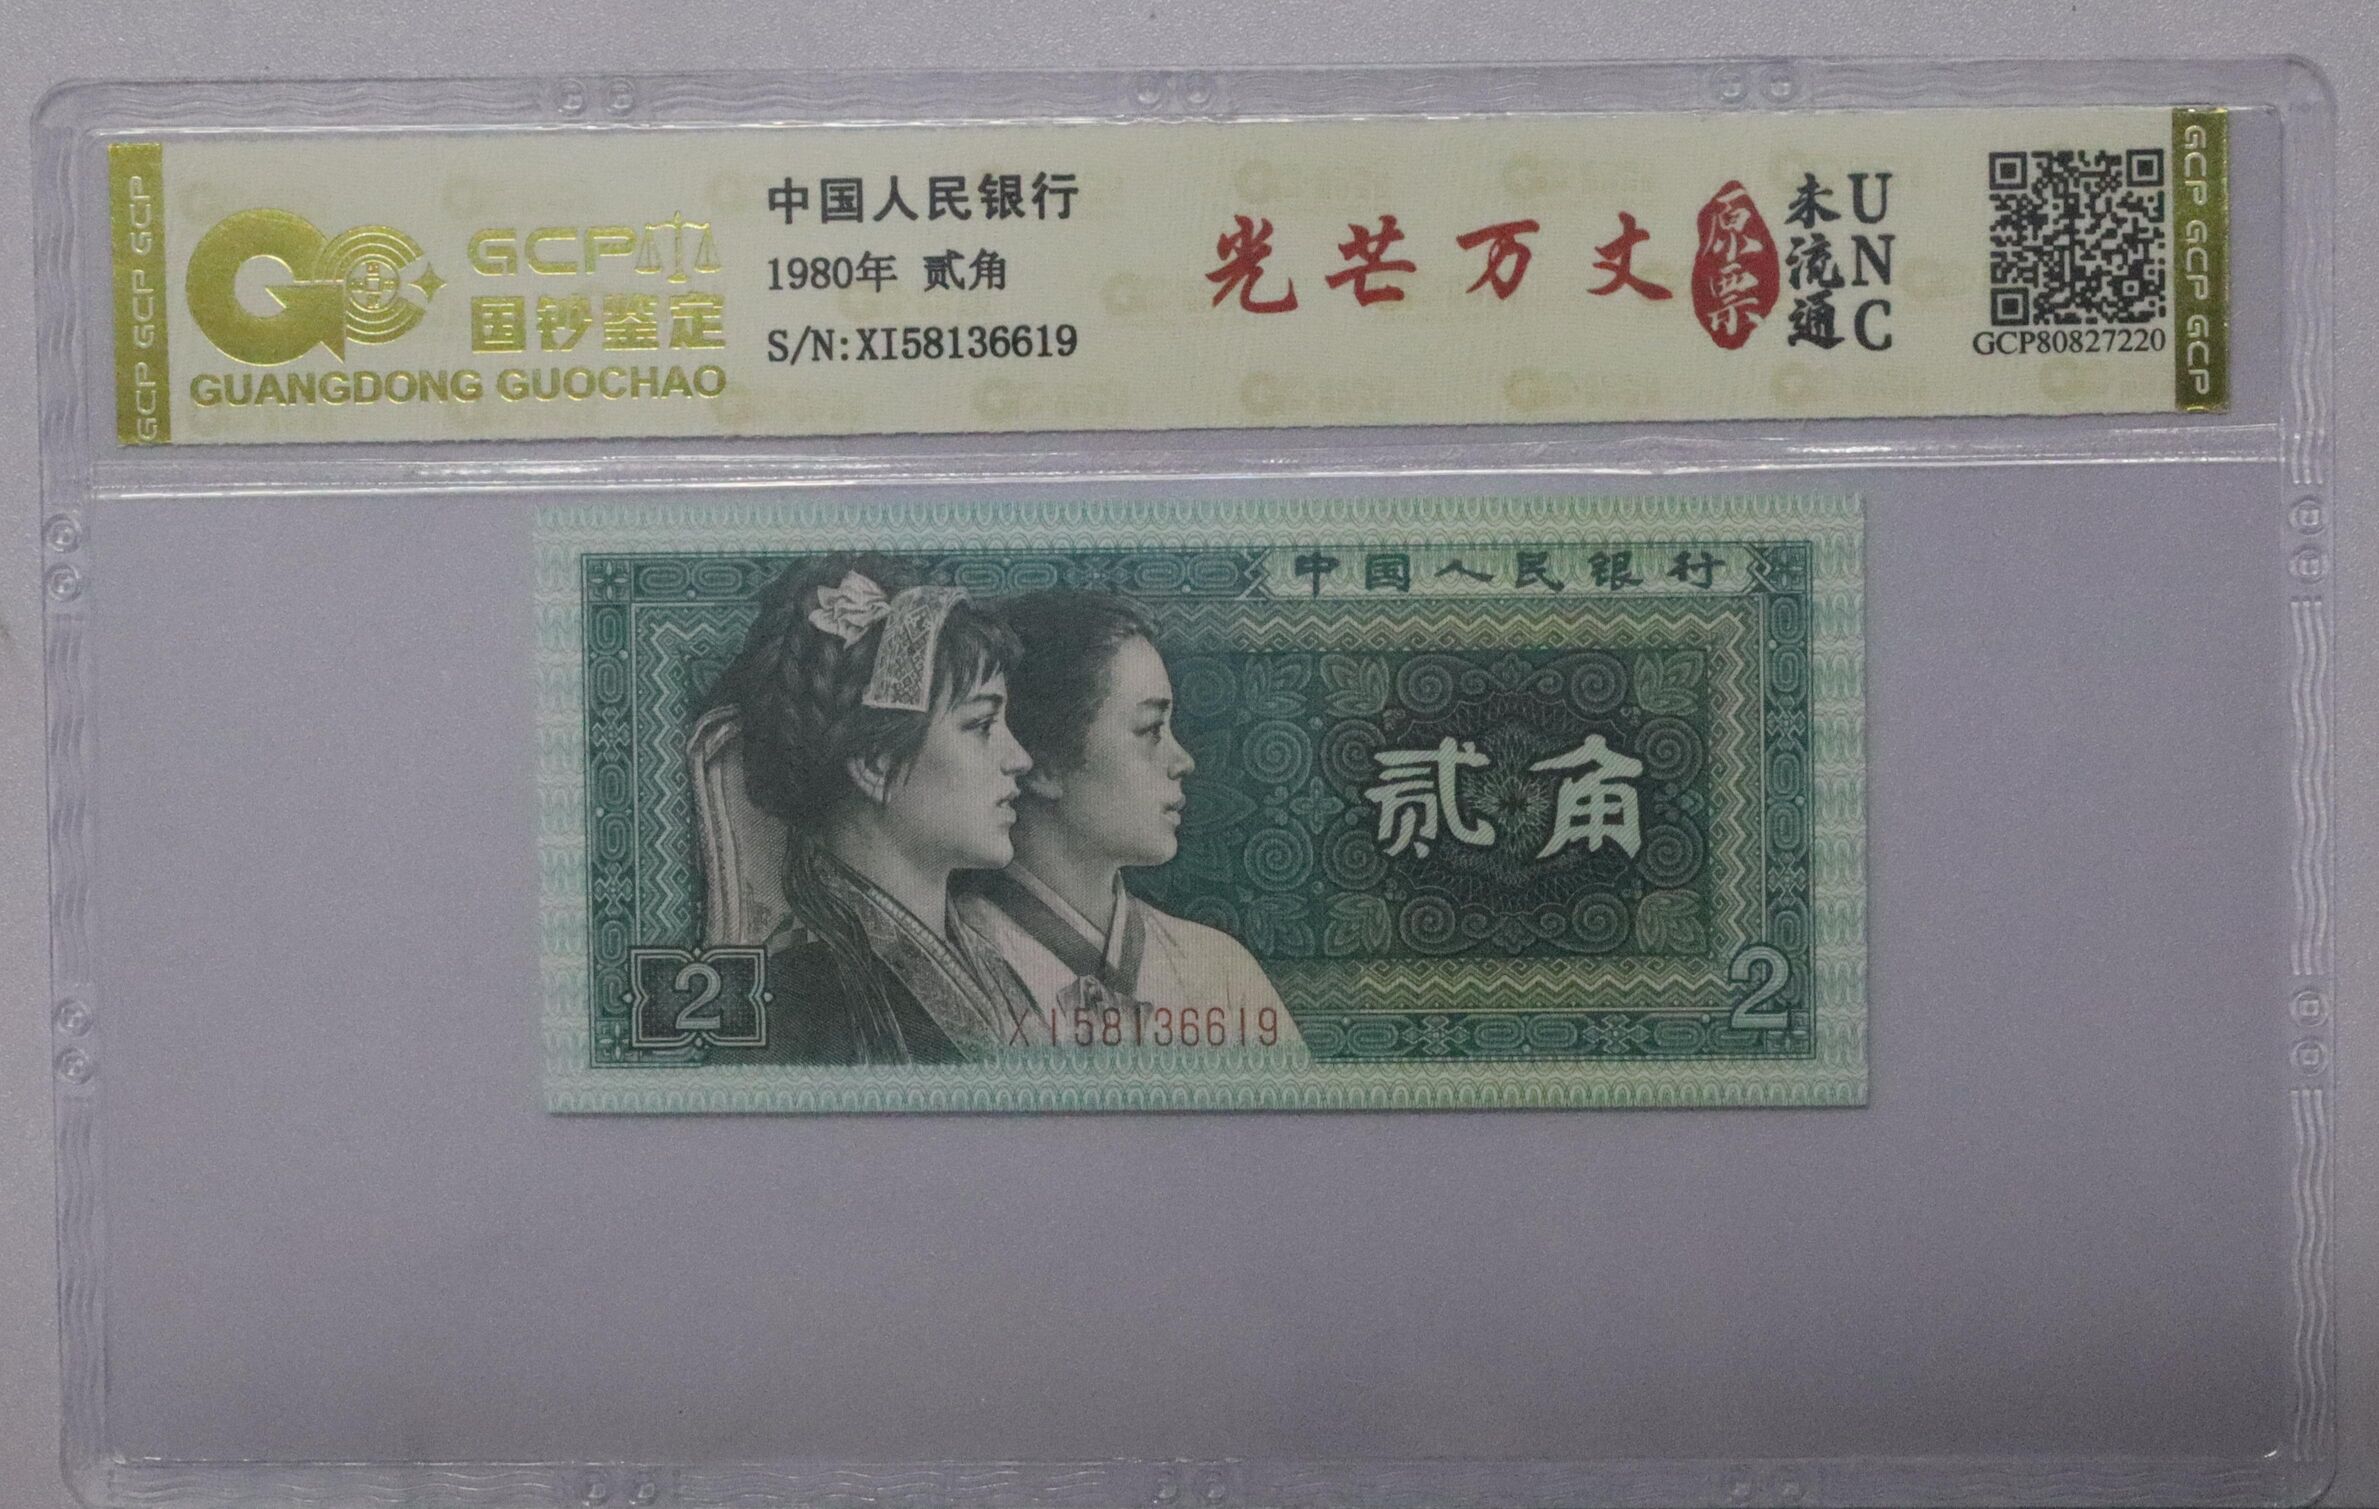 GCP GCP GCP
GCP
国钞鉴定
GUANGDONG GUOCHAO
中国人民银行
1980年 贰角
S/N:XI58136619
光芒万丈
原票
未流通
UNC
GCP80827220
GCP GCP GCP
中国人民银行
贰角
2
2
XI58136619